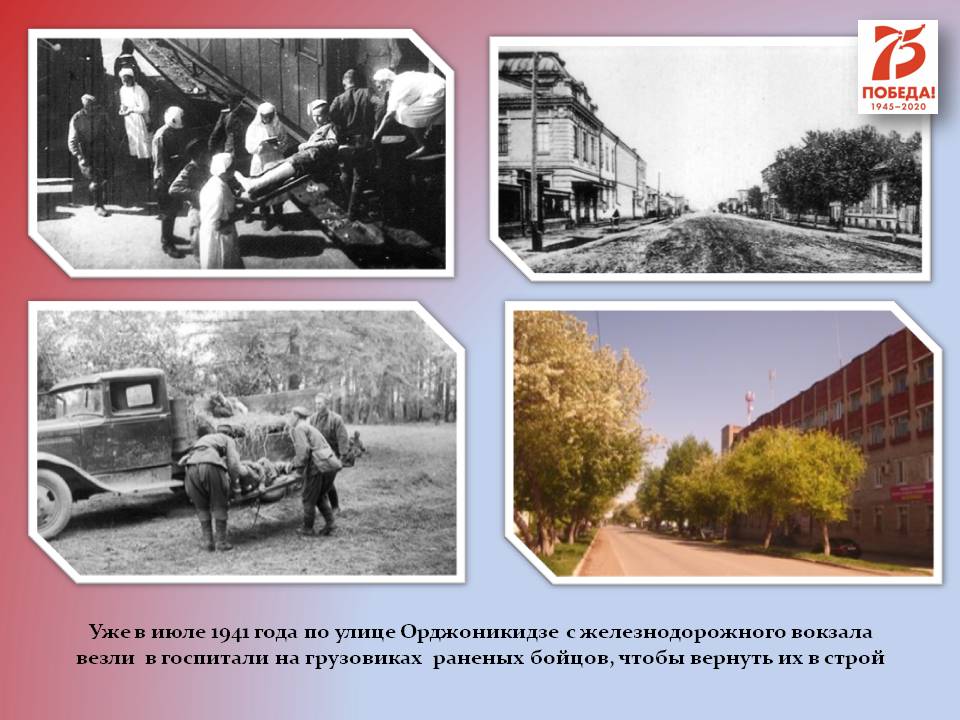 75
ПОБЕДА!
1945–2020
Уже в июле 1941 года по улице Орджоникидзе с железнодорожного вокзала
везли в госпитали на грузовиках раненых бойцов, чтобы вернуть их в строй